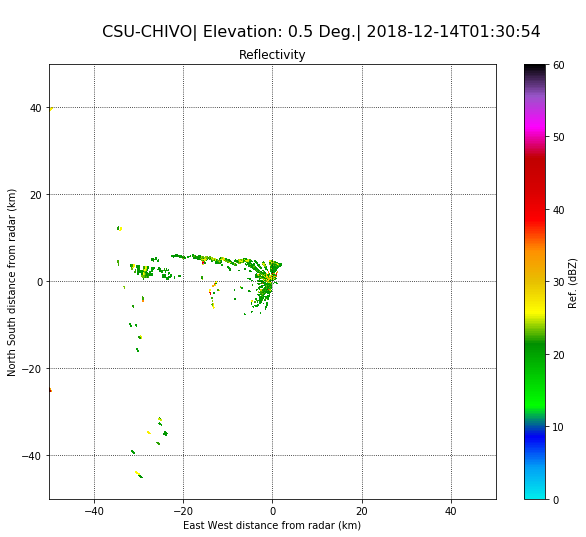 CSU-CHIVO| Elevation: 0.5 Deg.| 2018-12-14T01:30:54
Reflectivity
North South distance from radar (km)
40
20
0
−20
−40
−40 −20 0 20 40
East West distance from radar (km)
60
50
40
30
20
10
0
Ref. (dBZ)